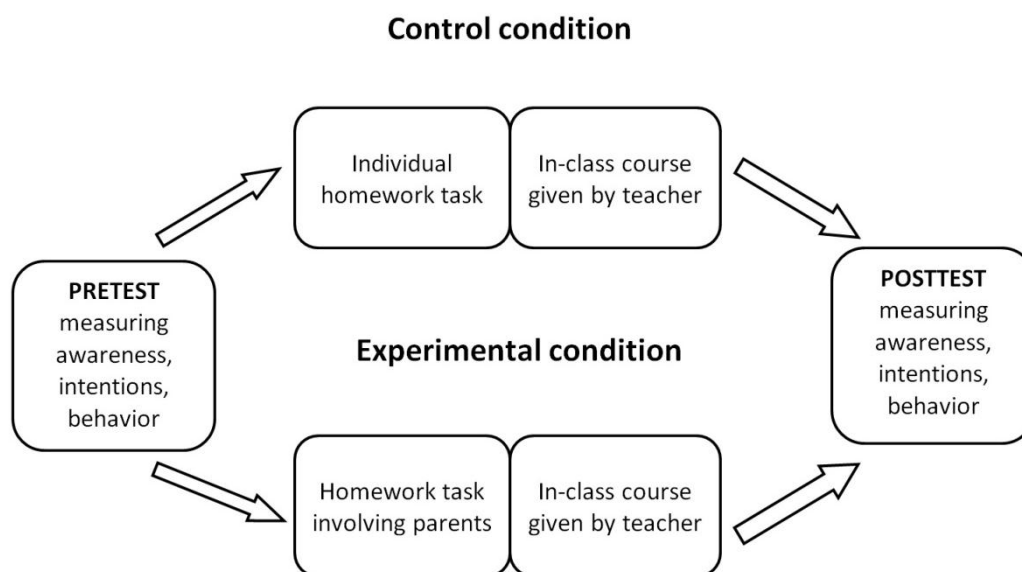 Control condition
Individual
homework task
In-class course
given by teacher
PRETEST
measuring
awareness,
intentions,
behavior
POSTTEST
measuring
awareness,
intentions,
behavior
Experimental condition
Homework task
involving parents
In-class course
given by teacher